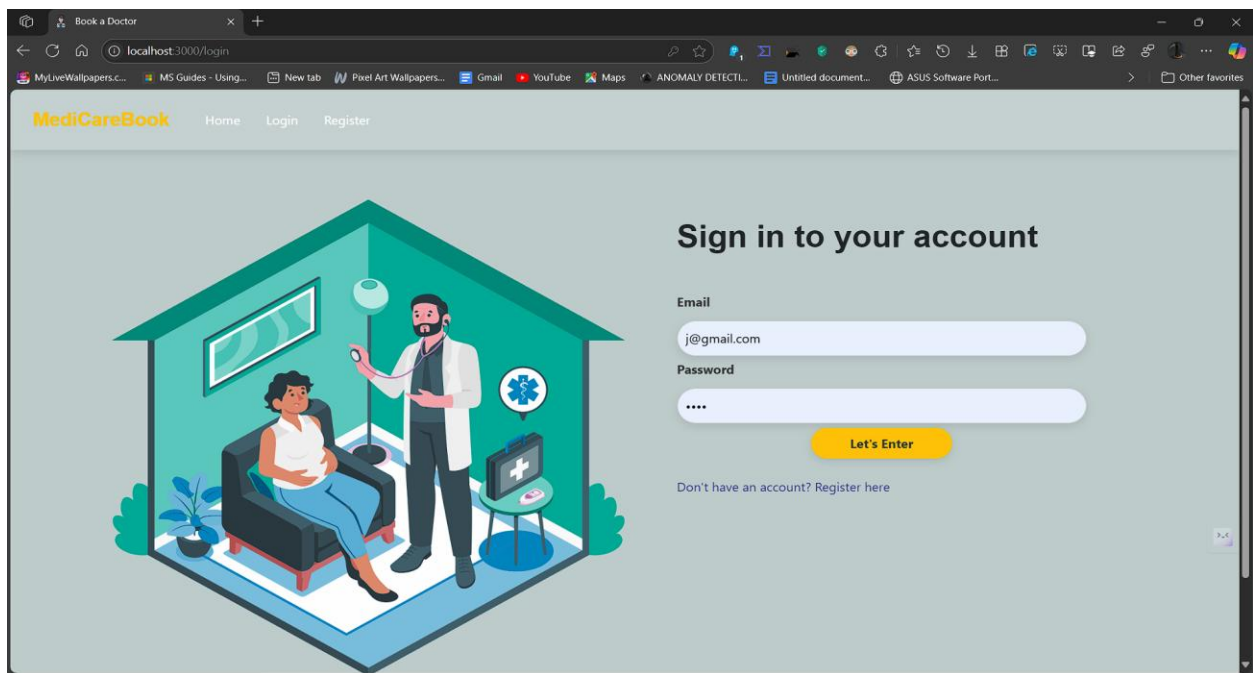 Book a Doctor
localhost:3000/login
MyLiveWallpapers.c... MS Guides - Using... New tab Pixel Art Wallpapers... Gmail YouTube Maps ANOMALY DETECTI... Untitled document... ASUS Software Port... Other favorites
MediCareBook Home Login Register
Sign in to your account
Email
j@gmail.com
Password
••••
Let's Enter
Don't have an account? Register here